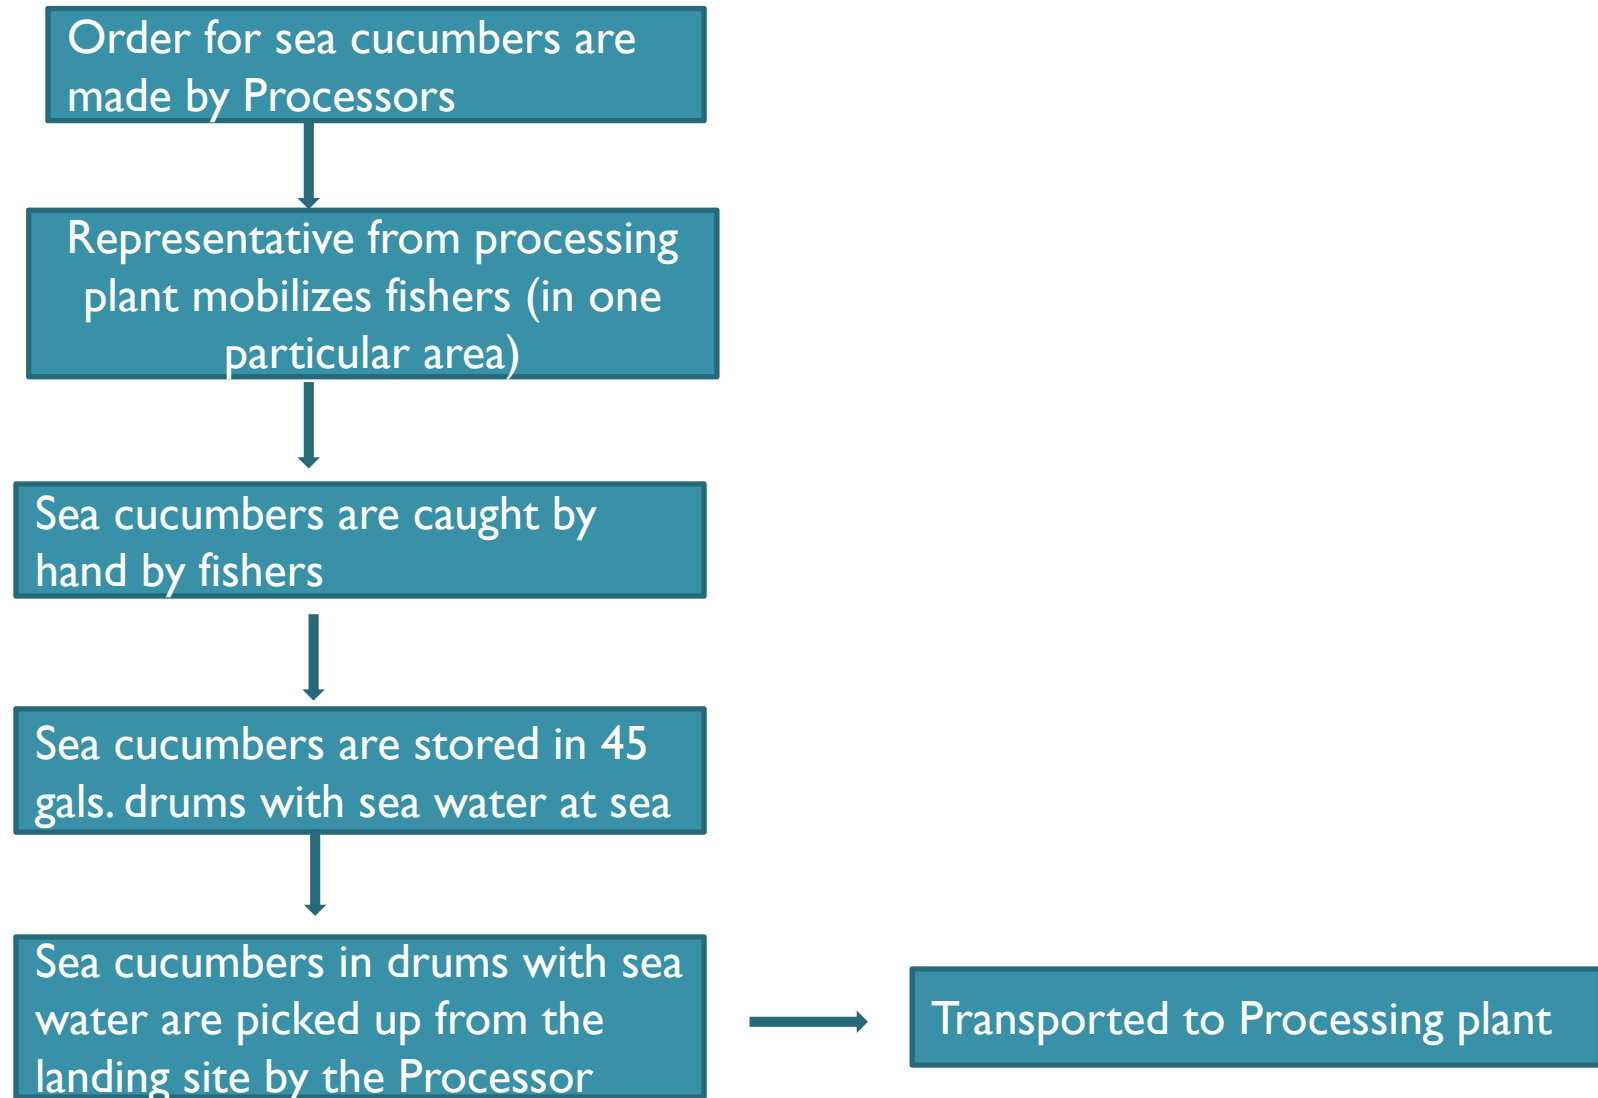 Order for sea cucumbers are
made by Processors
Representative from processing
plant mobilizes fishers (in one
particular area)
Sea cucumbers are caught by
hand by fishers
Sea cucumbers are stored in 45
gals. drums with sea water at sea
Sea cucumbers in drums with sea
water are picked up from the
landing site by the Processor
Transported to Processing plant